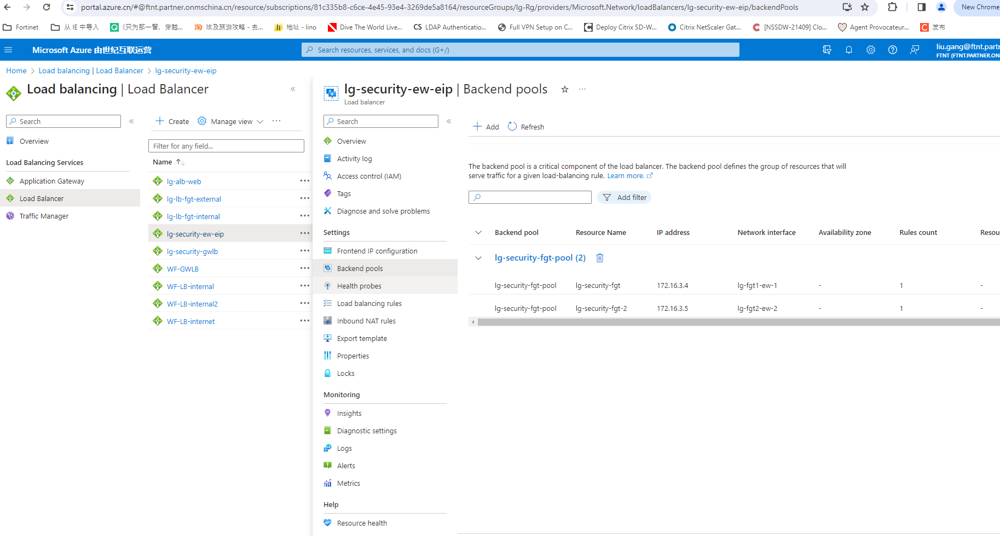 portal.azure.cn/#@ftnt.partner.onmschina.cn/resource/subscriptions/81c335b8-c6ce-4e45-93e4-3269de5a8164/resourceGroups/lg-Rg/providers/Microsoft.Network/loadBalancers/lg-security-ew-eip/backendPools
New Chrome
Fortinet
从 IE 中导入
《只为那一瞥，穿越...
埃及旅游攻略 - 去...
地址 - lino
Dive The World Live...
CS LDAP Authenticatio...
Full VPN Setup on C...
Deploy Citrix SD-W...
Citrix NetScaler Gat...
[NSSDW-21409] Clo...
Agent Provocateur...
发布
Microsoft Azure 由世纪互联运营
Search resources, services, and docs (G+/)
liu.gang@ftnt.partn
FTNT (FTNT.PARTNER.ON
Home > Load balancing | Load Balancer > lg-security-ew-eip
Load balancing | Load Balancer
Search
Overview
Load Balancing Services
Application Gateway
Load Balancer
Traffic Manager
Create
Manage view
Filter for any field...
Name
lg-alb-web
lg-lb-fgt-external
lg-lb-fgt-internal
lg-security-ew-eip
lg-security-gwlb
WF-GWLB
WF-LB-internal
WF-LB-internal2
WF-LB-internet
lg-security-ew-eip | Backend pools
Load balancer
Search
Overview
Activity log
Access control (IAM)
Tags
Diagnose and solve problems
Settings
Frontend IP configuration
Backend pools
Health probes
Load balancing rules
Inbound NAT rules
Export template
Properties
Locks
Monitoring
Insights
Diagnostic settings
Logs
Alerts
Metrics
Help
Resource health
Add
Refresh
The backend pool is a critical component of the load balancer. The backend pool defines the group of resources that will
serve traffic for a given load-balancing rule. Learn more.
Add filter
Backend pool Resource Name IP address Network interface Availability zone Rules count Resou
lg-security-fgt-pool (2)
lg-security-fgt-pool lg-security-fgt 172.16.3.4 lg-fgt1-ew-1 - 1 -
lg-security-fgt-pool lg-security-fgt-2 172.16.3.5 lg-fgt2-ew-2 - 1 -